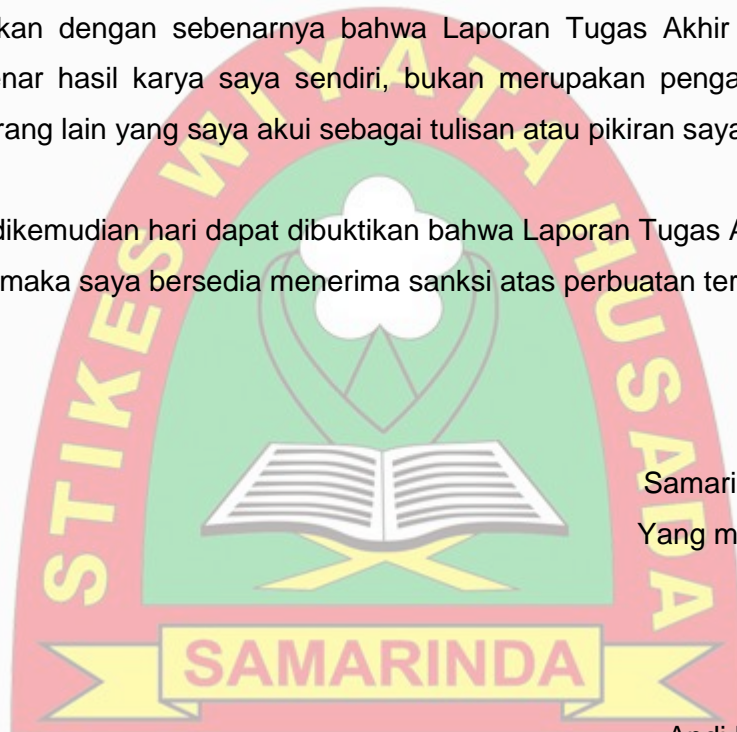 kan dengan sebenarnya bahwa Laporan Tugas Akhir
enar hasil karya saya sendiri, bukan merupakan penga
rang lain yang saya akui sebagai tulisan atau pikiran saya
dikemudian hari dapat dibuktikan bahwa Laporan Tugas A
maka saya bersedia menerima sanksi atas perbuatan ter
STIKES WIYATA HUSADA
Samari
Yang m
SAMARINDA